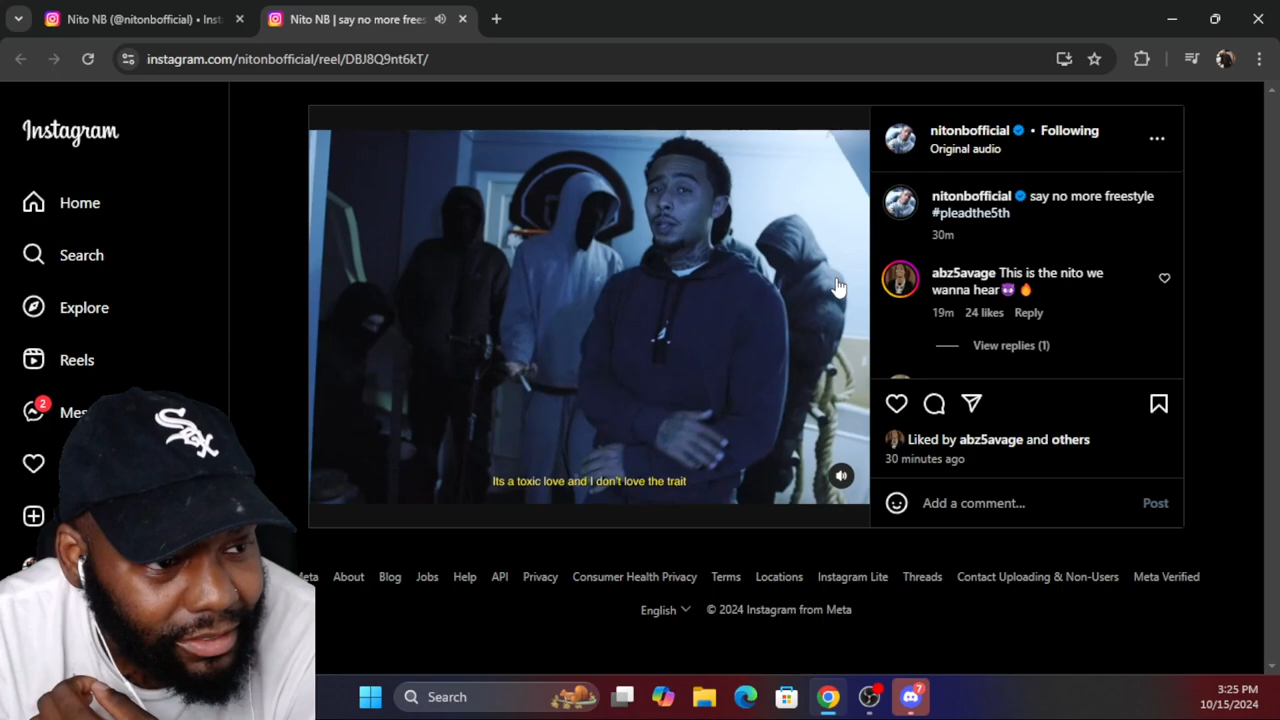 Nito NB (@nitonbofficial) • Inst
Nito NB | say no more frees
instagram.com/nitonbofficial/reel/DBJ8Q9nt6kT/
Instagram
Home
Search
Explore
Reels
2
Mes
SOX
Its a toxic love and I don't love the trait
nitonbofficial • Following
Original audio
nitonbofficial say no more freestyle
#pleadthe5th
30m
abz5avage This is the nito we
wanna hear😈🔥
19m 24 likes Reply
View replies (1)
Liked by abz5avage and others
30 minutes ago
Add a comment... Post
Meta About Blog Jobs Help API Privacy Consumer Health Privacy Terms Locations Instagram Lite Threads Contact Uploading & Non-Users Meta Verified
English © 2024 Instagram from Meta
Search
7
3:25 PM
10/15/2024